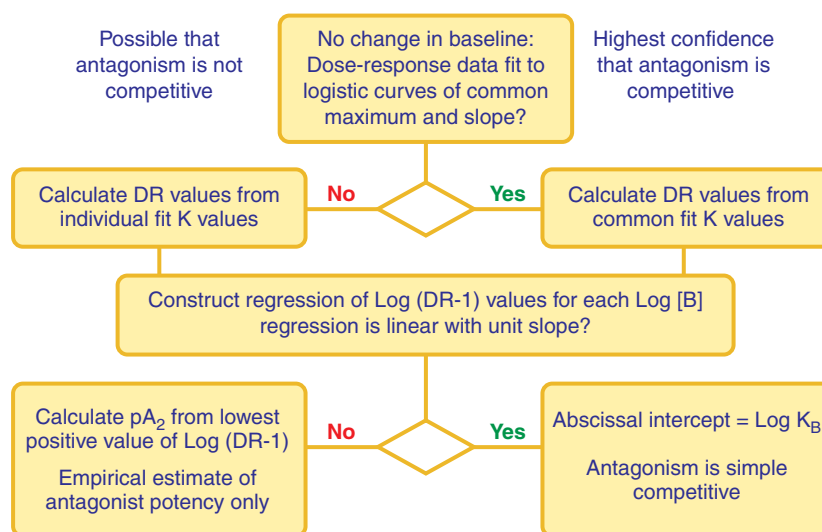 Possible that
antagonism is not
competitive
No change in baseline:
Dose-response data fit to
logistic curves of common
maximum and slope?
Highest confidence
that antagonism is
competitive
Calculate DR values from
individual fit K values
No
Yes
Calculate DR values from
common fit K values
Construct regression of Log (DR-1) values for each Log [B]
regression is linear with unit slope?
Calculate pA₂ from lowest
positive value of Log (DR-1)
Empirical estimate of
antagonist potency only
No
Yes
Abscissal intercept = Log K_B
Antagonism is simple
competitive